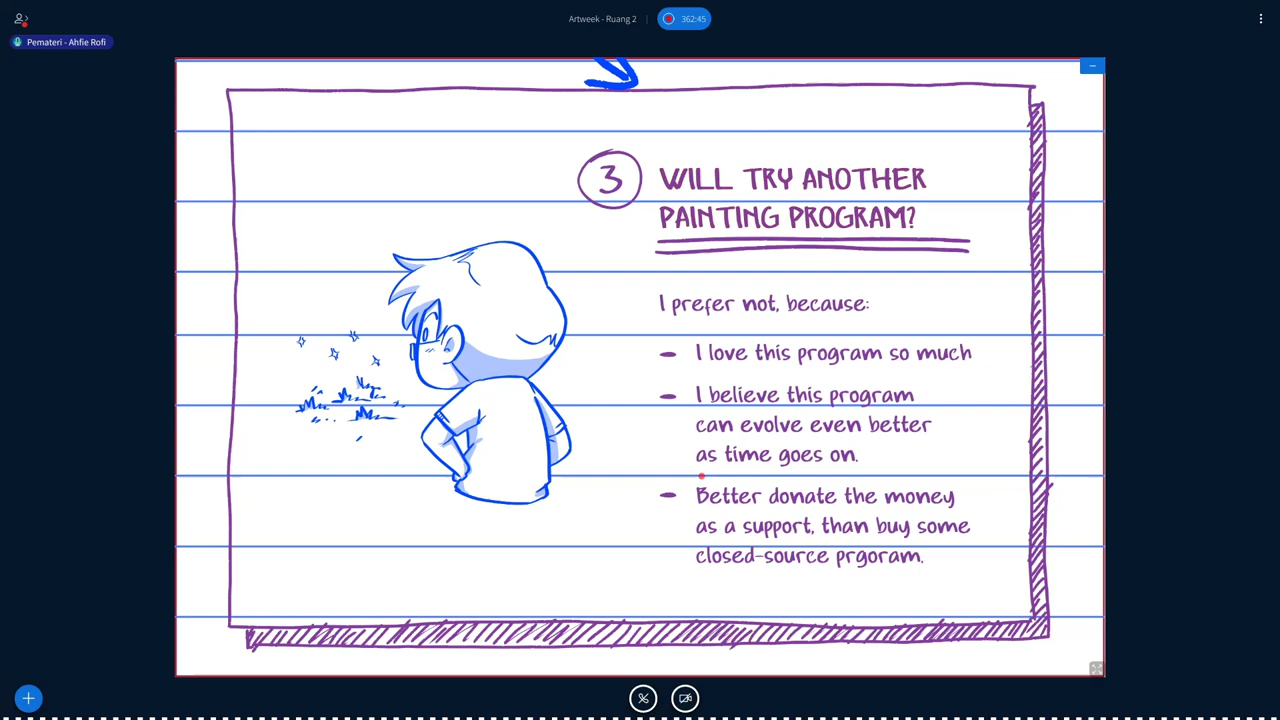 Artweek - Ruang 2
362:45
Pemateri - Ahfie Rofi
3
WILL TRY ANOTHER
PAINTING PROGRAM?
I prefer not, because:
- I love this program so much
- I believe this program
can evolve even better
as time goes on.
- Better donate the money
as a support, than buy some
closed-source prgoram.